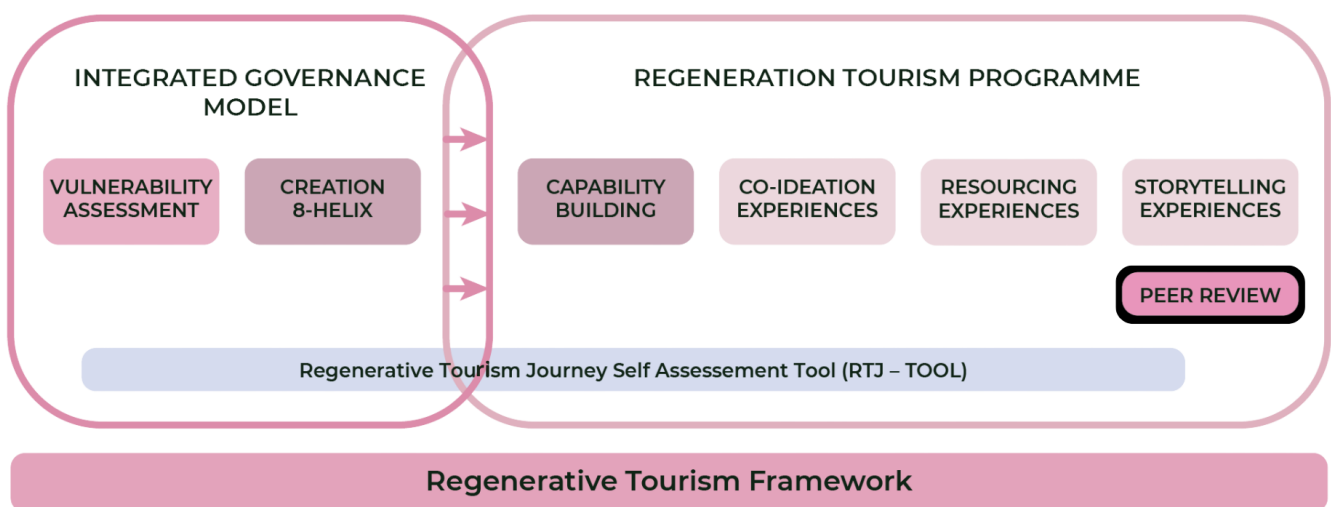 INTEGRATED GOVERNANCE
MODEL
VULNERABILITY
ASSESSMENT
CREATION
8-HELIX
REGENERATION TOURISM PROGRAMME
CAPABILITY
BUILDING
CO-IDEATION
EXPERIENCES
RESOURCING
EXPERIENCES
STORYTELLING
EXPERIENCES
PEER REVIEW
Regenerative Tourism Journey Self Assessement Tool (RTJ – TOOL)
Regenerative Tourism Framework